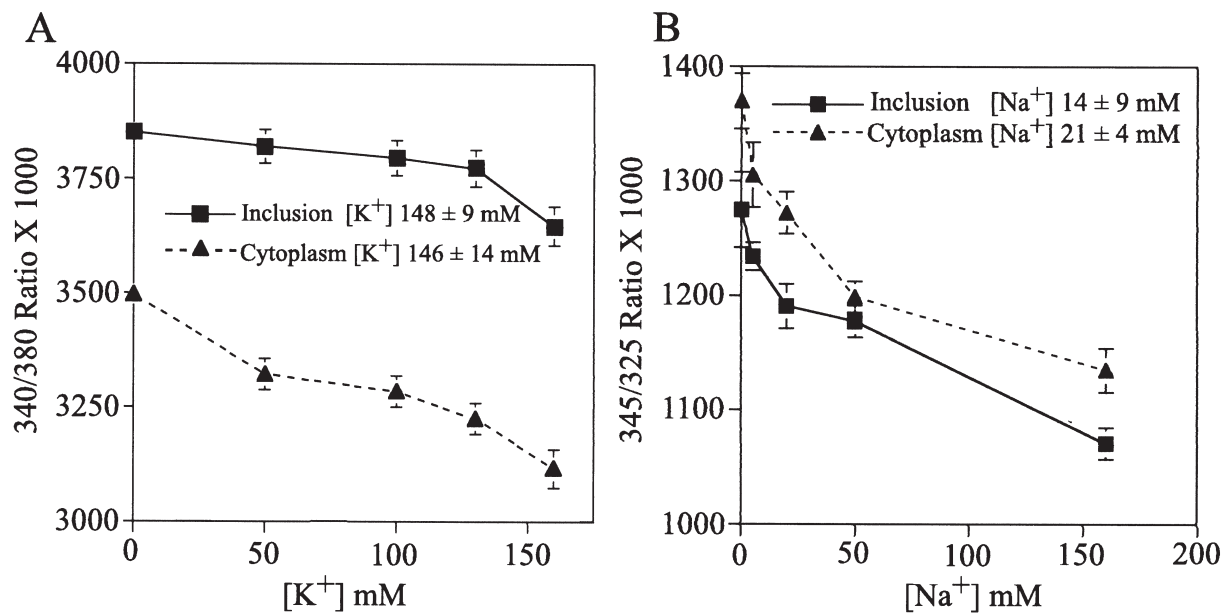 A
4000
3750
3500
3250
3000
340/380 Ratio X 1000
Inclusion [K+] 148 ± 9 mM
Cytoplasm [K+] 146 ± 14 mM
0 50 100 150
[K+] mM
B
1400
1300
1200
1100
1000
345/325 Ratio X 1000
Inclusion [Na+] 14 ± 9 mM
Cytoplasm [Na+] 21 ± 4 mM
0 50 100 150 200
[Na+] mM